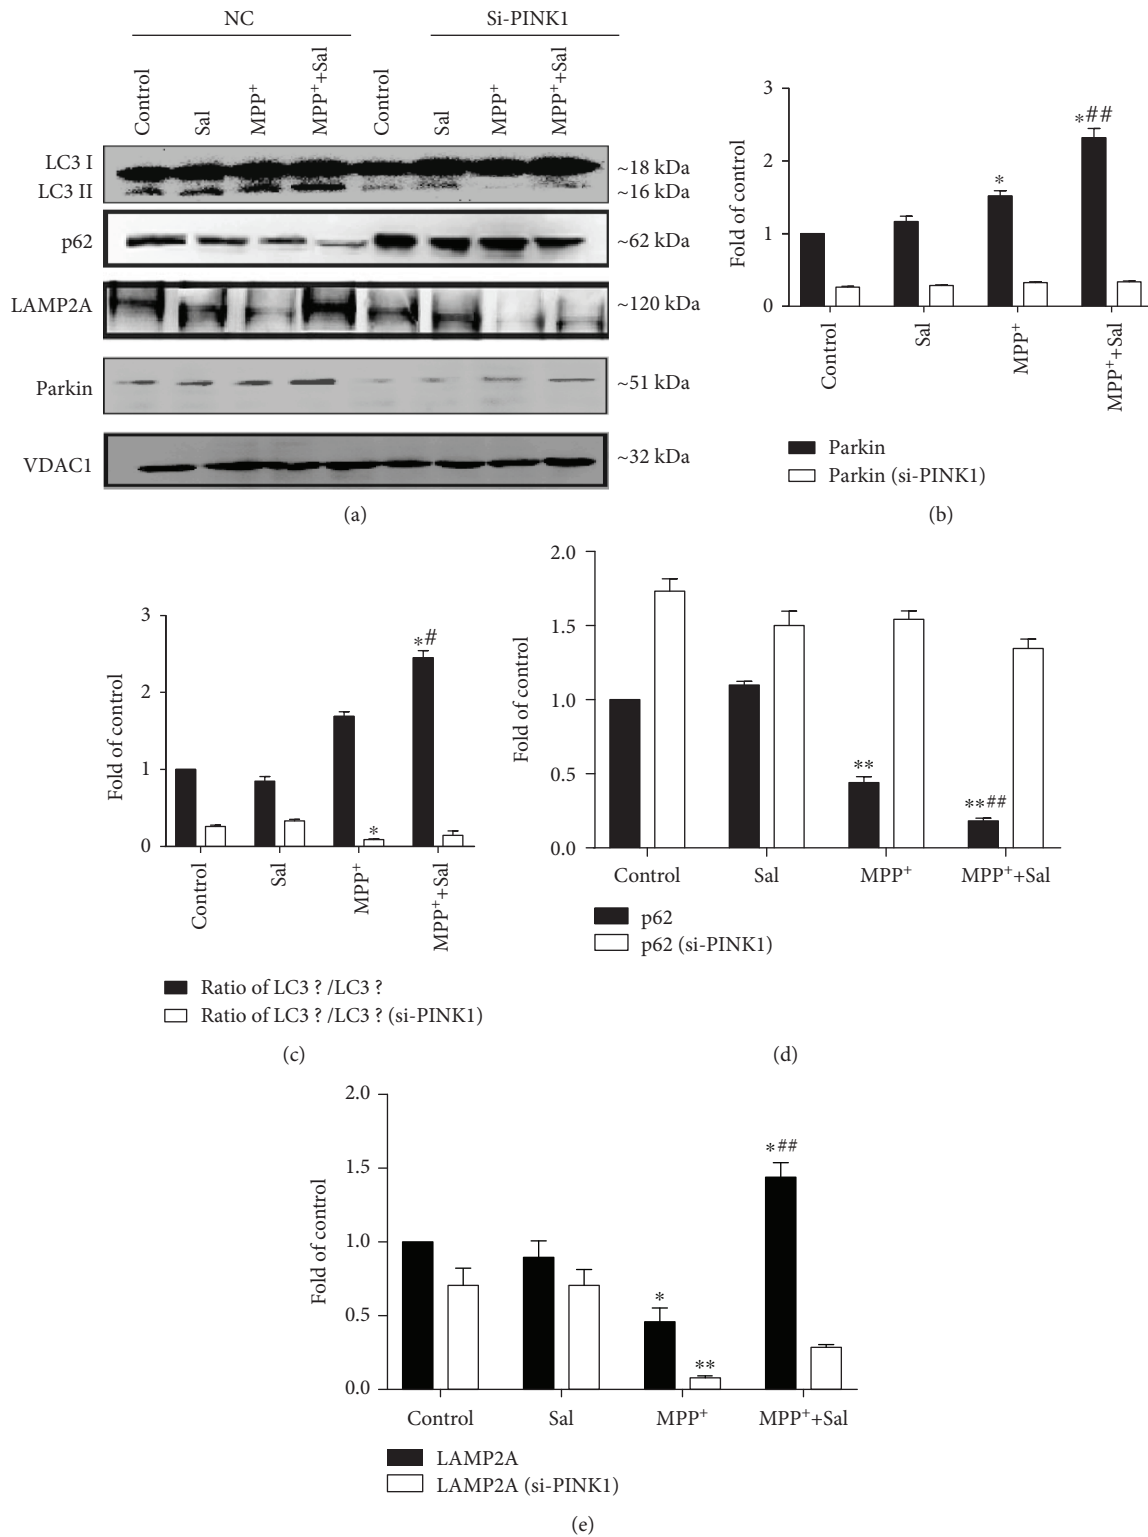 NC Si-PINK1
Control Sal MPP⁺ MPP⁺+Sal Control Sal MPP⁺ MPP⁺+Sal
LC3 I ~18 kDa
LC3 II ~16 kDa
p62 ~62 kDa
LAMP2A ~120 kDa
Parkin ~51 kDa
VDAC1 ~32 kDa
(a)
Fold of control
3
2
1
0
*
*##
Control Sal MPP⁺ MPP⁺+Sal
Parkin
Parkin (si-PINK1)
(b)
Fold of control
3
2
1
0
*
*#
Control Sal MPP⁺ MPP⁺+Sal
Ratio of LC3 ? /LC3 ?
Ratio of LC3 ? /LC3 ? (si-PINK1)
(c)
Fold of control
2.0
1.5
1.0
0.5
0.0
**
**##
Control Sal MPP⁺ MPP⁺+Sal
p62
p62 (si-PINK1)
(d)
Fold of control
2.0
1.5
1.0
0.5
0.0
*
**
*##
Control Sal MPP⁺ MPP⁺+Sal
LAMP2A
LAMP2A (si-PINK1)
(e)